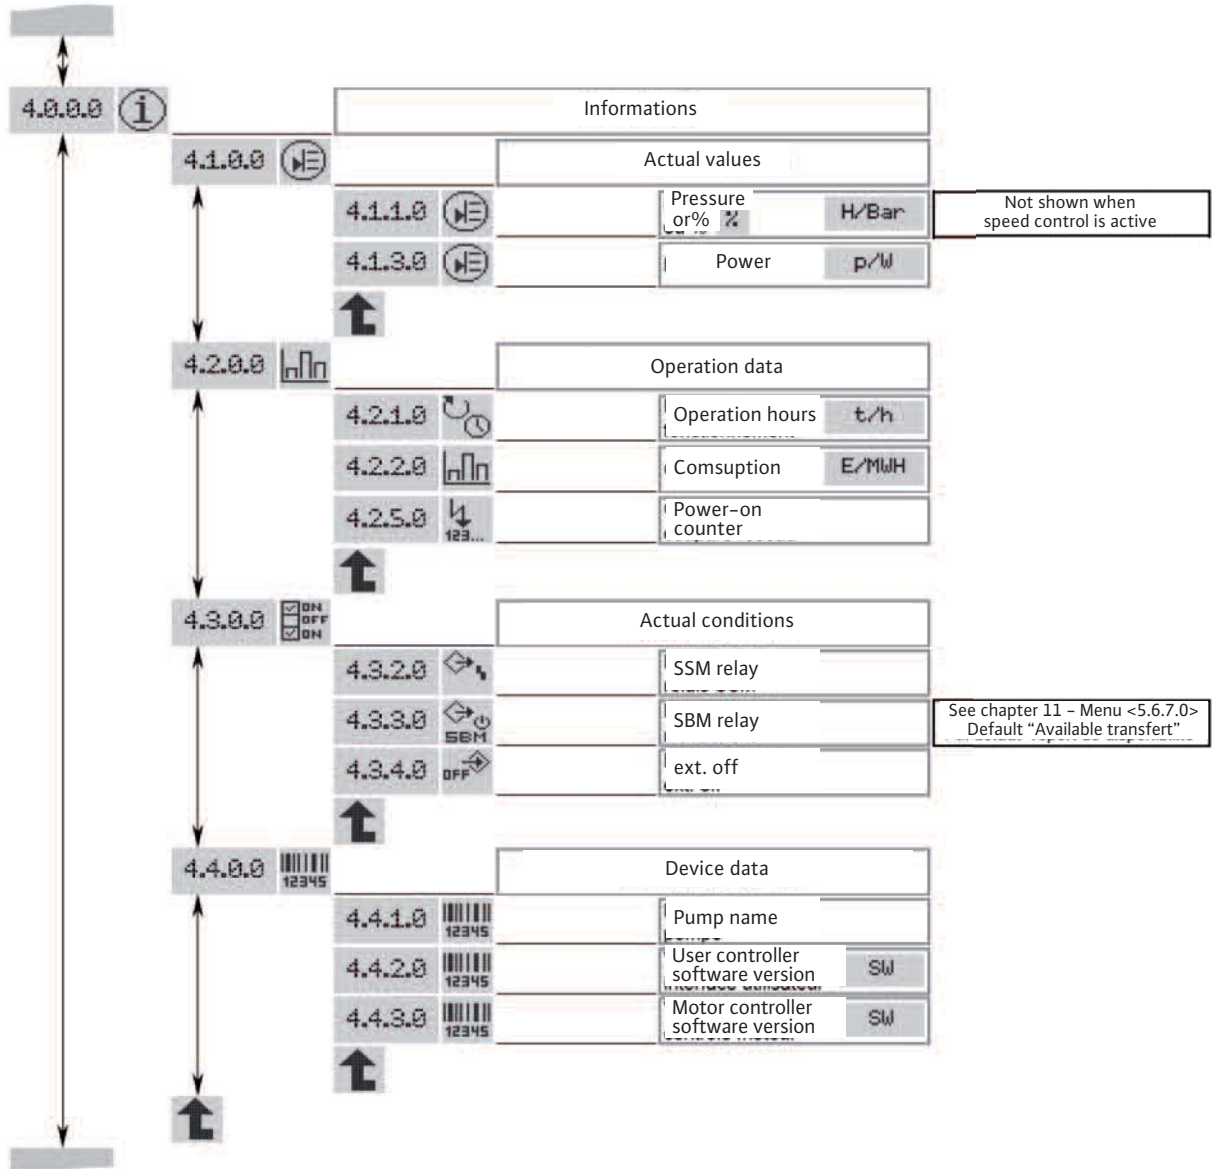 4.0.0.0 i Informations
4.1.0.0 Actual values
4.1.1.0 Pressure
or% % H/Bar
Not shown when
speed control is active
4.1.3.0 Power p/W
4.2.0.0 Operation data
4.2.1.0 Operation hours t/h
4.2.2.0 Comsuption E/MWH
4.2.5.0 123... Power-on
counter
4.3.0.0 ON
OFF
ON
Actual conditions
4.3.2.0 SSM relay
4.3.3.0 SBM SBM relay
See chapter 11 - Menu <5.6.7.0>
Default “Available transfert”
4.3.4.0 OFF ext. off
4.4.0.0 12345 Device data
4.4.1.0 12345 Pump name
4.4.2.0 12345 User controller
software version SW
4.4.3.0 12345 Motor controller
software version SW